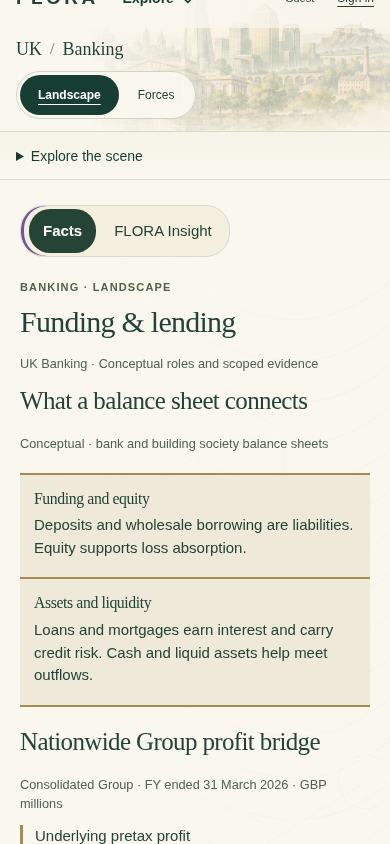 FLORA Explore Guest Sign in
UK / Banking
Landscape Forces
Explore the scene
Facts FLORA Insight
BANKING · LANDSCAPE
Funding & lending
UK Banking · Conceptual roles and scoped evidence
What a balance sheet connects
Conceptual · bank and building society balance sheets
Funding and equity
Deposits and wholesale borrowing are liabilities.
Equity supports loss absorption.
Assets and liquidity
Loans and mortgages earn interest and carry
credit risk. Cash and liquid assets help meet
outflows.
Nationwide Group profit bridge
Consolidated Group · FY ended 31 March 2026 · GBP
millions
Underlying pretax profit